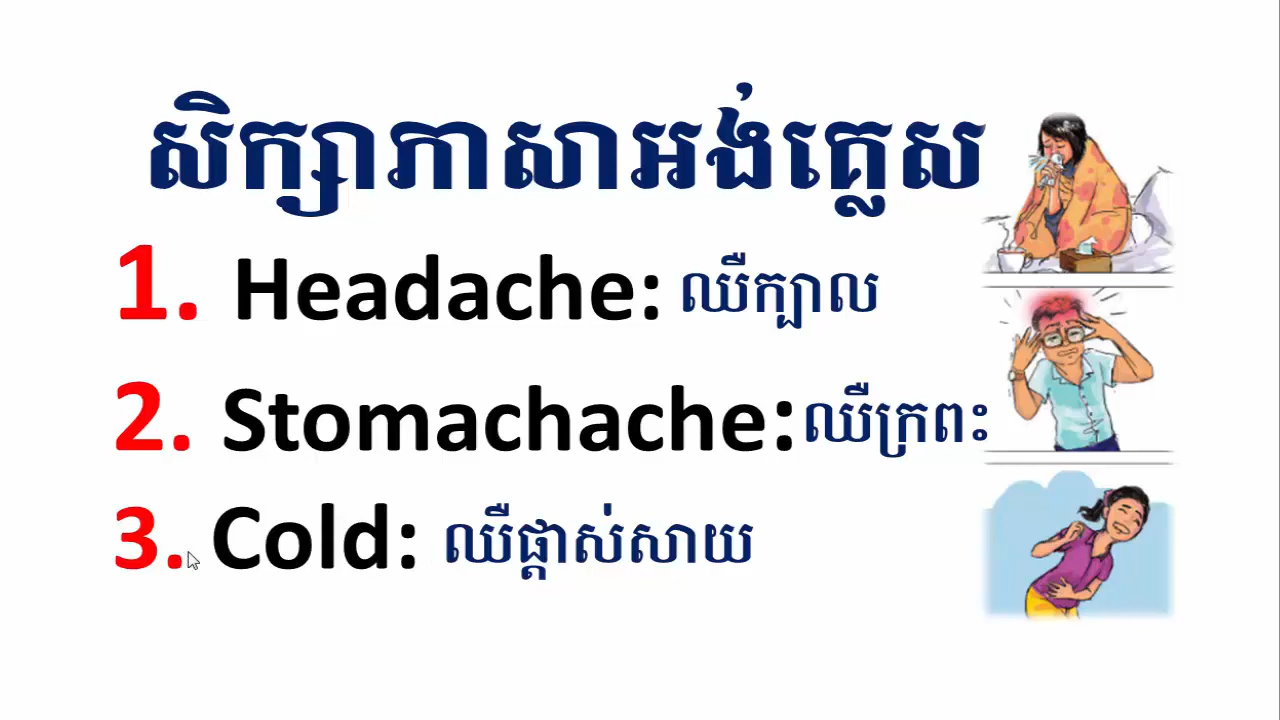 សិក្សាភាសាអង់គ្លេស
1. Headache: ឈឺក្បាល
2. Stomachache: ឈឺក្រពះ
3. Cold: ឈឺផ្តាស់សាយ